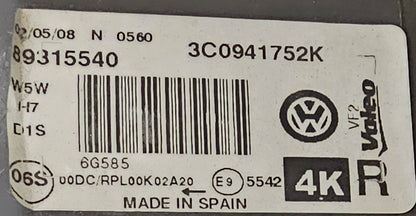 02/05/08 N 0560
89315540 3C0941752K
W5W
H7
D1S
6G585
VF2
Valeo
06S 00DC/RPL00K02A20 ← E9 5542 4K R
MADE IN SPAIN